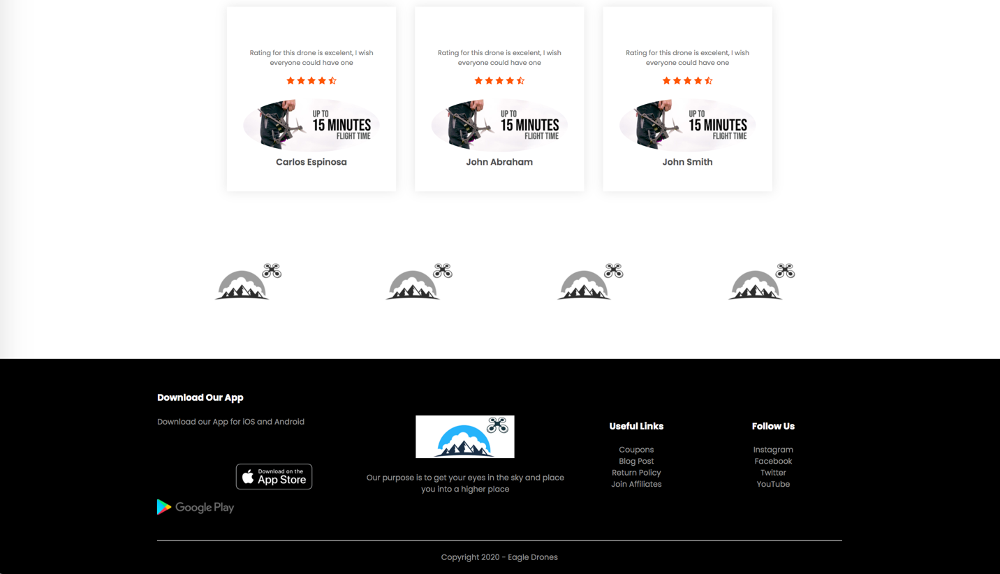 Rating for this drone is excelent, I wish
everyone could have one
UP TO
15 MINUTES
FLIGHT TIME
Carlos Espinosa
Rating for this drone is excelent, I wish
everyone could have one
UP TO
15 MINUTES
FLIGHT TIME
John Abraham
Rating for this drone is excelent, I wish
everyone could have one
UP TO
15 MINUTES
FLIGHT TIME
John Smith
Download Our App
Download our App for iOS and Android
Download on the
App Store
Google Play
Our purpose is to get your eyes in the sky and place
you into a higher place
Useful Links
Coupons
Blog Post
Return Policy
Join Affiliates
Follow Us
Instagram
Facebook
Twitter
YouTube
Copyright 2020 - Eagle Drones